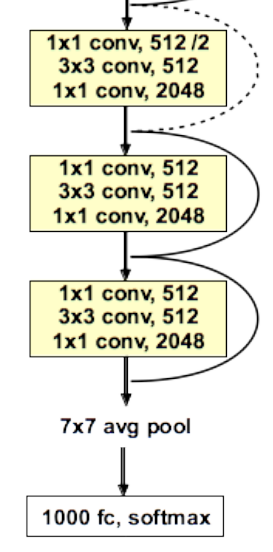 1x1 conv, 512 /2
3x3 conv, 512
1x1 conv, 2048
1x1 conv, 512
3x3 conv, 512
1x1 conv, 2048
1x1 conv, 512
3x3 conv, 512
1x1 conv, 2048
7x7 avg pool
1000 fc, softmax